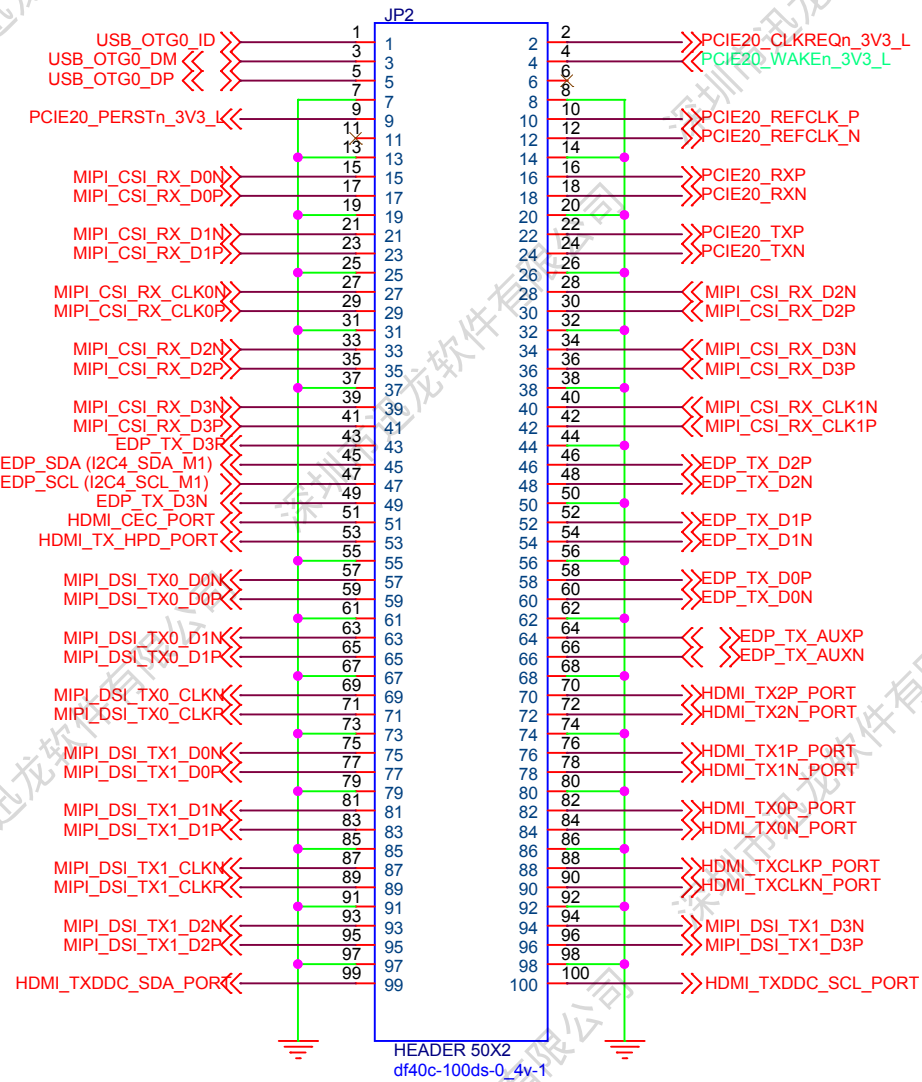 JP2
USB_OTG0_ID 1 1 2 2 PCIE20_CLKREQn_3V3_L
USB_OTG0_DM 3 3 4 4 PCIE20_WAKEn_3V3_L
USB_OTG0_DP 5 5 6 6
7 7 8 8
PCIE20_PERSTn_3V3_L 9 9 10 10 PCIE20_REFCLK_P
11 11 12 12 PCIE20_REFCLK_N
13 13 14 14
MIPI_CSI_RX_D0N 15 15 16 16 PCIE20_RXP
MIPI_CSI_RX_D0P 17 17 18 18 PCIE20_RXN
19 19 20 20
MIPI_CSI_RX_D1N 21 21 22 22 PCIE20_TXP
MIPI_CSI_RX_D1P 23 23 24 24 PCIE20_TXN
25 25 26 26
MIPI_CSI_RX_CLK0N 27 27 28 28 MIPI_CSI_RX_D2N
MIPI_CSI_RX_CLK0P 29 29 30 30 MIPI_CSI_RX_D2P
31 31 32 32
MIPI_CSI_RX_D2N 33 33 34 34 MIPI_CSI_RX_D3N
MIPI_CSI_RX_D2P 35 35 36 36 MIPI_CSI_RX_D3P
37 37 38 38
MIPI_CSI_RX_D3N 39 39 40 40 MIPI_CSI_RX_CLK1N
MIPI_CSI_RX_D3P 41 41 42 42 MIPI_CSI_RX_CLK1P
EDP_TX_D3P 43 43 44 44
EDP_SDA (I2C4_SDA_M1) 45 45 46 46 EDP_TX_D2P
EDP_SCL (I2C4_SCL_M1) 47 47 48 48 EDP_TX_D2N
EDP_TX_D3N 49 49 50 50
HDMI_CEC_PORT 51 51 52 52 EDP_TX_D1P
HDMI_TX_HPD_PORT 53 53 54 54 EDP_TX_D1N
55 55 56 56
MIPI_DSI_TX0_D0N 57 57 58 58 EDP_TX_D0P
MIPI_DSI_TX0_D0P 59 59 60 60 EDP_TX_D0N
61 61 62 62
MIPI_DSI_TX0_D1N 63 63 64 64 EDP_TX_AUXP
MIPI_DSI_TX0_D1P 65 65 66 66 EDP_TX_AUXN
67 67 68 68
MIPI_DSI_TX0_CLKN 69 69 70 70 HDMI_TX2P_PORT
MIPI_DSI_TX0_CLKP 71 71 72 72 HDMI_TX2N_PORT
73 73 74 74
MIPI_DSI_TX1_D0N 75 75 76 76 HDMI_TX1P_PORT
MIPI_DSI_TX1_D0P 77 77 78 78 HDMI_TX1N_PORT
79 79 80 80
MIPI_DSI_TX1_D1N 81 81 82 82 HDMI_TX0P_PORT
MIPI_DSI_TX1_D1P 83 83 84 84 HDMI_TX0N_PORT
85 85 86 86
MIPI_DSI_TX1_CLKN 87 87 88 88 HDMI_TXCLKP_PORT
MIPI_DSI_TX1_CLKP 89 89 90 90 HDMI_TXCLKN_PORT
91 91 92 92
MIPI_DSI_TX1_D2N 93 93 94 94 MIPI_DSI_TX1_D3N
MIPI_DSI_TX1_D2P 95 95 96 96 MIPI_DSI_TX1_D3P
97 97 98 98
HDMI_TXDDC_SDA_PORT 99 99 100 100 HDMI_TXDDC_SCL_PORT
HEADER 50X2
df40c-100ds-0_4v-1
深圳市迅龙软件有限公司